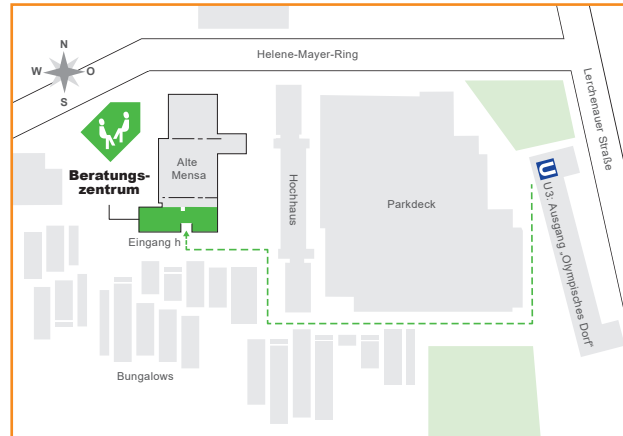 N
W O
S
Helene-Mayer-Ring
Lerchenauer Straße
Beratungs-
zentrum
Alte
Mensa
Hochhaus
Parkdeck
U
U3: Ausgang „Olympisches Dorf“
Eingang h
Bungalows